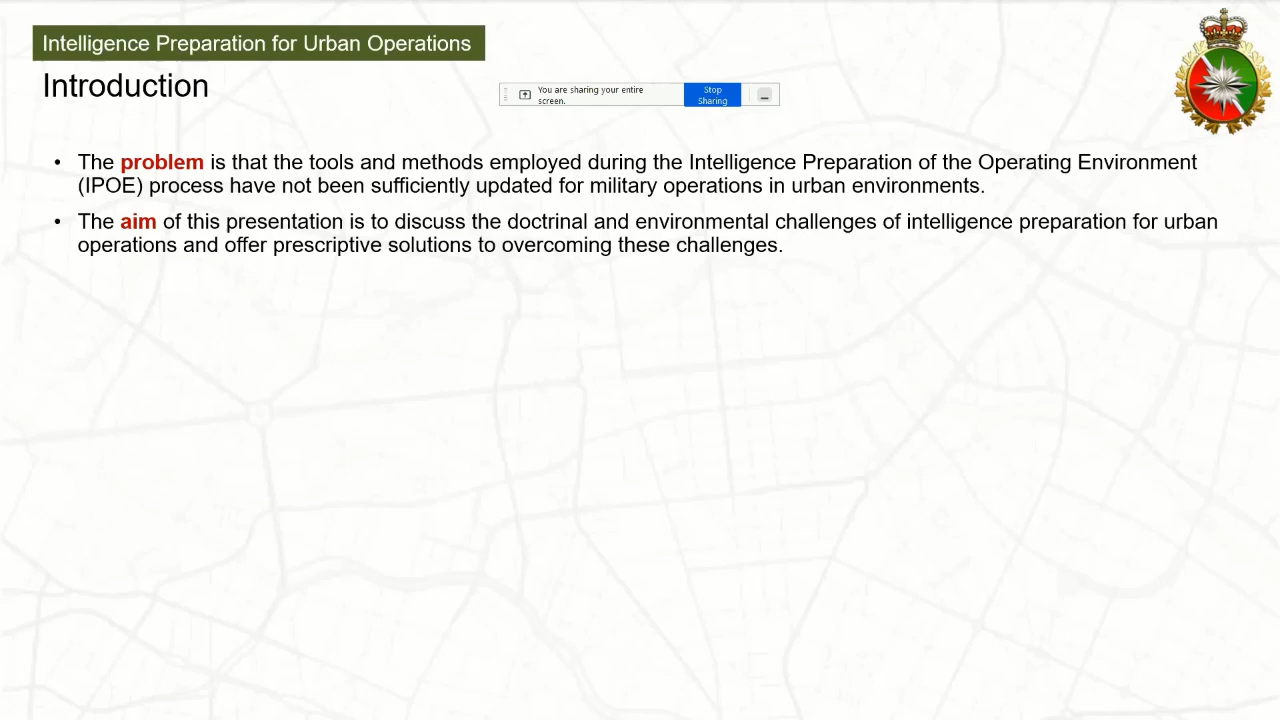 Intelligence Preparation for Urban Operations
Introduction
You are sharing your entire
screen.
Stop
Sharing
• The problem is that the tools and methods employed during the Intelligence Preparation of the Operating Environment
(IPOE) process have not been sufficiently updated for military operations in urban environments.
• The aim of this presentation is to discuss the doctrinal and environmental challenges of intelligence preparation for urban
operations and offer prescriptive solutions to overcoming these challenges.